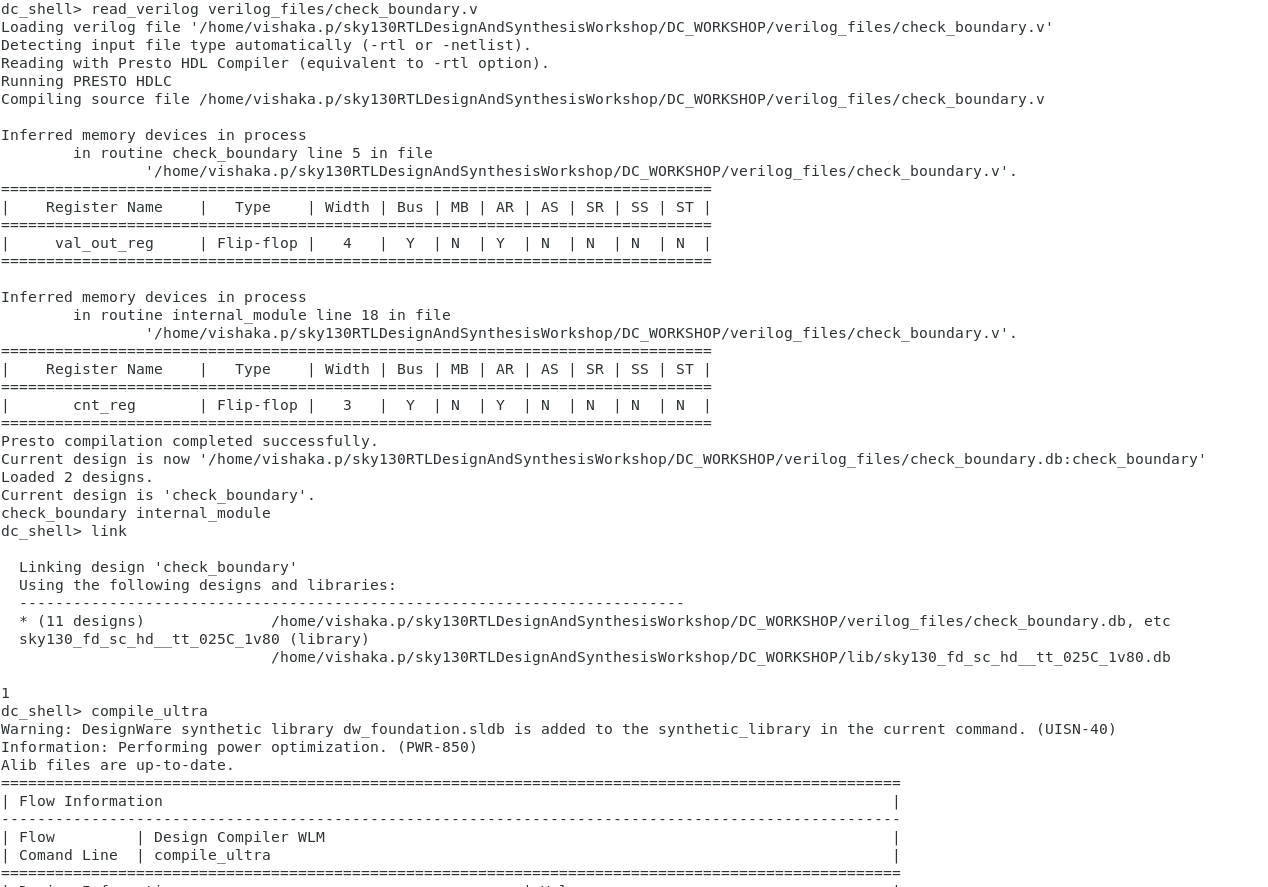 dc_shell> read_verilog verilog_files/check_boundary.v
Loading verilog file '/home/vishaka.p/sky130RTLDesignAndSynthesisWorkshop/DC_WORKSHOP/verilog_files/check_boundary.v'
Detecting input file type automatically (-rtl or -netlist).
Reading with Presto HDL Compiler (equivalent to -rtl option).
Running PRESTO HDLC
Compiling source file /home/vishaka.p/sky130RTLDesignAndSynthesisWorkshop/DC_WORKSHOP/verilog_files/check_boundary.v

Inferred memory devices in process
        in routine check_boundary line 5 in file
                '/home/vishaka.p/sky130RTLDesignAndSynthesisWorkshop/DC_WORKSHOP/verilog_files/check_boundary.v'.
===============================================================================
|    Register Name    |   Type    | Width | Bus | MB | AR | AS | SR | SS | ST |
===============================================================================
|     val_out_reg     | Flip-flop |   4   |  Y  | N  | Y  | N  | N  | N  | N  |
===============================================================================

Inferred memory devices in process
        in routine internal_module line 18 in file
                '/home/vishaka.p/sky130RTLDesignAndSynthesisWorkshop/DC_WORKSHOP/verilog_files/check_boundary.v'.
===============================================================================
|    Register Name    |   Type    | Width | Bus | MB | AR | AS | SR | SS | ST |
===============================================================================
|       cnt_reg       | Flip-flop |   3   |  Y  | N  | Y  | N  | N  | N  | N  |
===============================================================================
Presto compilation completed successfully.
Current design is now '/home/vishaka.p/sky130RTLDesignAndSynthesisWorkshop/DC_WORKSHOP/verilog_files/check_boundary.db:check_boundary'
Loaded 2 designs.
Current design is 'check_boundary'.
check_boundary internal_module
dc_shell> link

  Linking design 'check_boundary'
  Using the following designs and libraries:
  --------------------------------------------------------------------------
  * (11 designs)              /home/vishaka.p/sky130RTLDesignAndSynthesisWorkshop/DC_WORKSHOP/verilog_files/check_boundary.db, etc
  sky130_fd_sc_hd__tt_025C_1v80 (library)
                              /home/vishaka.p/sky130RTLDesignAndSynthesisWorkshop/DC_WORKSHOP/lib/sky130_fd_sc_hd__tt_025C_1v80.db

1
dc_shell> compile_ultra
Warning: DesignWare synthetic library dw_foundation.sldb is added to the synthetic_library in the current command. (UISN-40)
Information: Performing power optimization. (PWR-850)
Alib files are up-to-date.
====================================================================================================
| Flow Information                                                                                 |
----------------------------------------------------------------------------------------------------
| Flow         | Design Compiler WLM                                                               |
| Comand Line  | compile_ultra                                                                     |
====================================================================================================